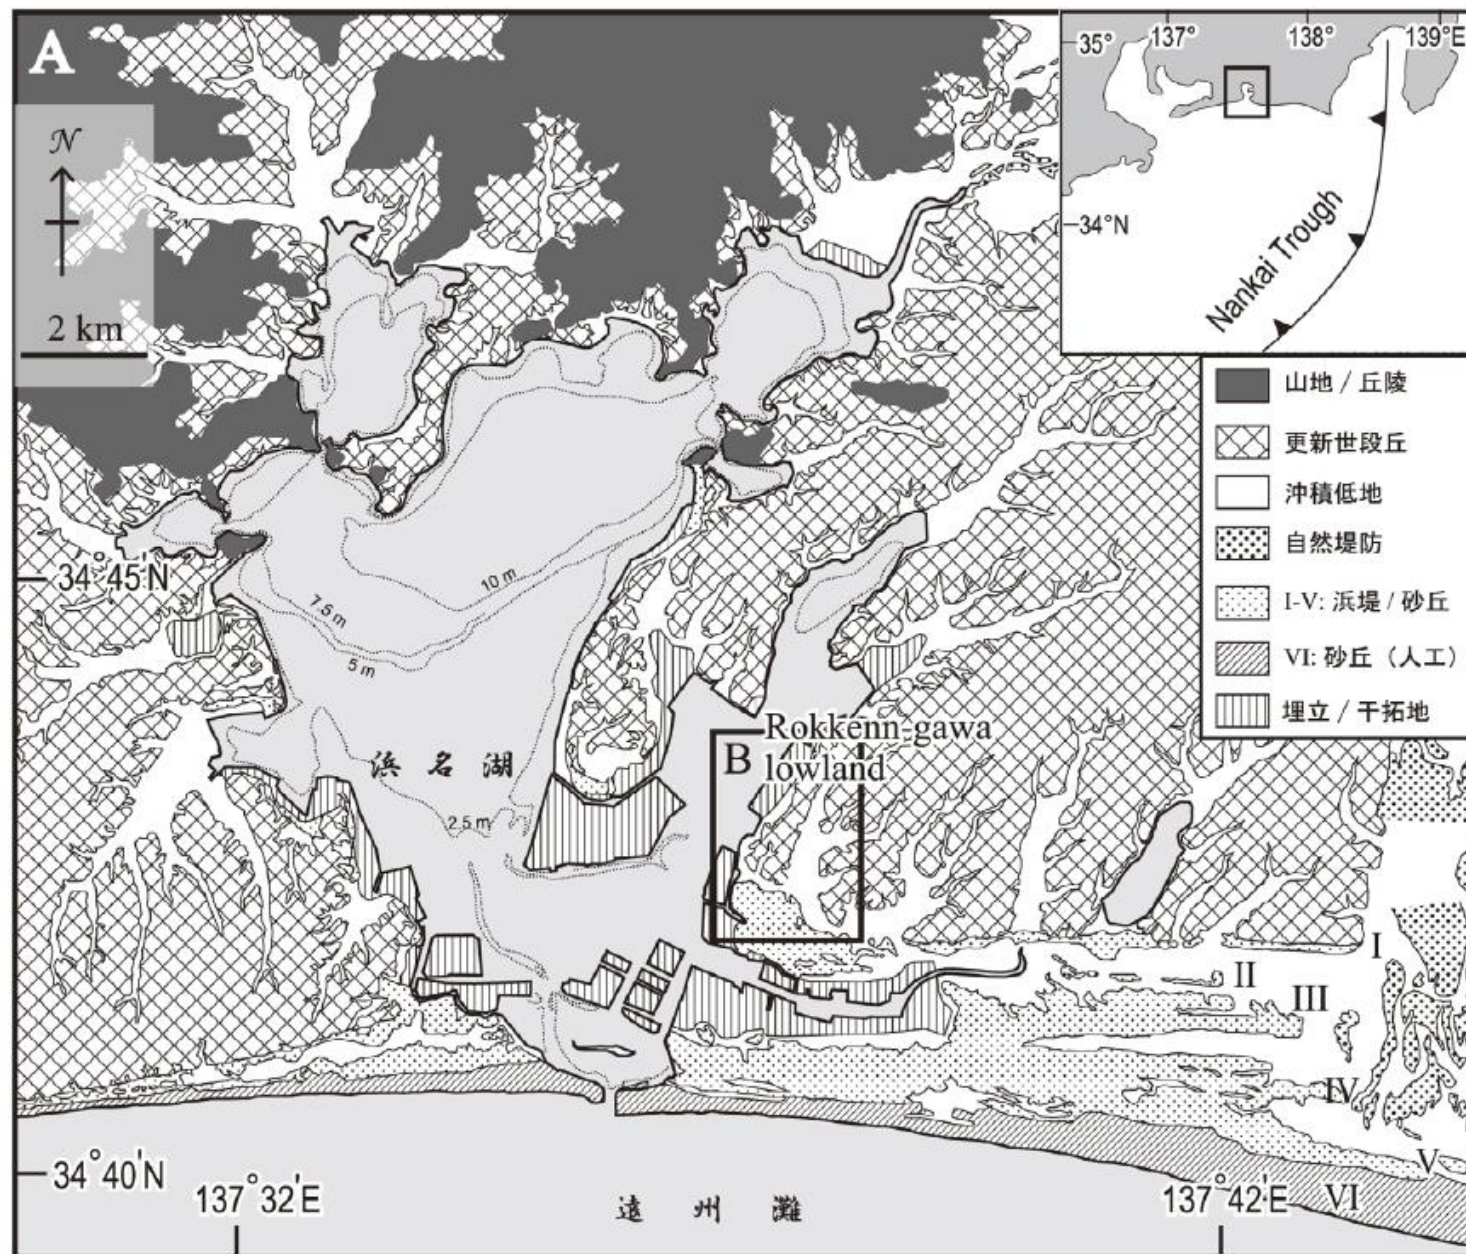 A
N
2 km
35°
137°
138°
139°E
34°N
Nankai Trough
山地 / 丘陵
更新世段丘
沖積低地
自然堤防
I-V: 浜堤 / 砂丘
VI: 砂丘（人工）
埋立 / 干拓地
34°45'N
10 m
7.5 m
5 m
浜 名 湖
2.5 m
B
Rokkenn-gawa
lowland
I
II
III
IV
V
VI
34°40'N
137°32'E
137°42'E
遠 州 灘